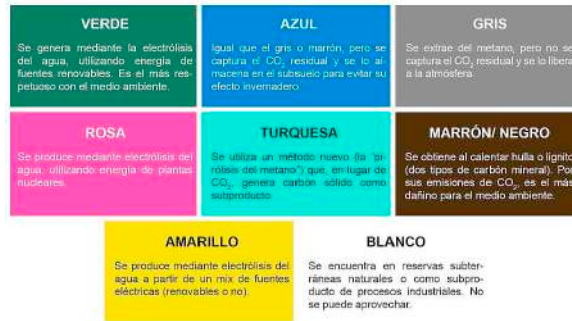 VERDE
Se genera mediante la electrólisis
del agua, utilizando energía de
fuentes renovables. Es el más res-
petuoso con el medio ambiente.
AZUL
Igual que el gris o marrón, pero se
captura el CO₂ residual y se lo al-
macena en el subsuelo para evitar su
efecto invernadero.
GRIS
Se extrae del metano, pero no se
captura el CO₂ residual y se lo libera
a la atmósfera.
ROSA
Se produce mediante electrólisis del
agua, utilizando energía de plantas
nucleares.
TURQUESA
Se utiliza un método nuevo (la "pi-
rólisis del metano") que, en lugar de
CO₂, genera carbón sólido como
subproducto.
MARRÓN/ NEGRO
Se obtiene al calentar hulla o lignito
(dos tipos de carbón mineral). Por
sus emisiones de CO₂, es el más
dañino para el medio ambiente.
AMARILLO
Se produce mediante electrólisis del
agua a partir de un mix de fuentes
eléctricas (renovables o no).
BLANCO
Se encuentra en reservas subter-
ráneas naturales o como subpro-
ducto de procesos industriales. No
se puede aprovechar.